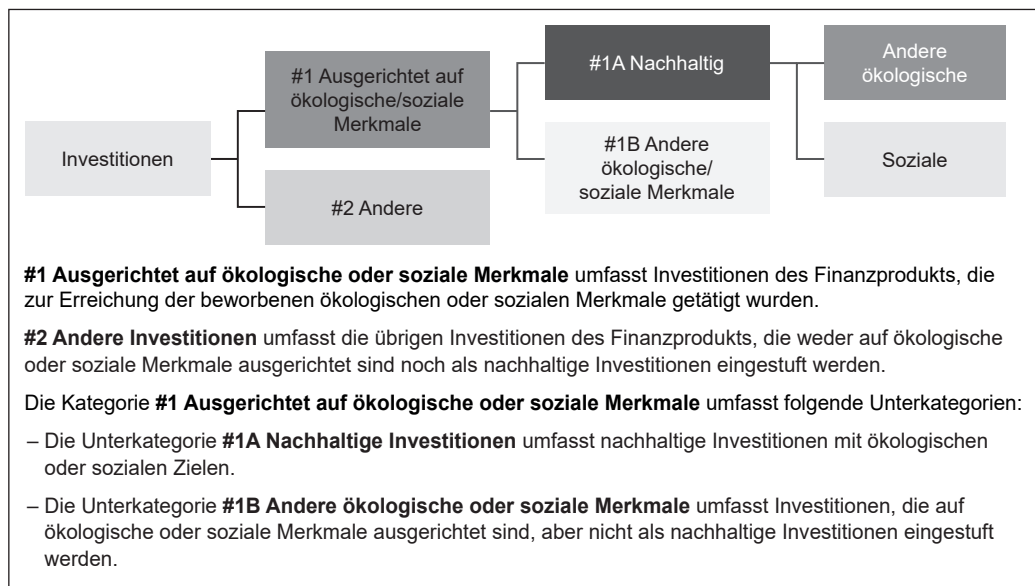 Investitionen
#1 Ausgerichtet auf
ökologische/soziale
Merkmale
#2 Andere
#1A Nachhaltig
#1B Andere
ökologische/
soziale Merkmale
Andere
ökologische
Soziale
#1 Ausgerichtet auf ökologische oder soziale Merkmale umfasst Investitionen des Finanzprodukts, die
zur Erreichung der beworbenen ökologischen oder sozialen Merkmale getätigt wurden.
#2 Andere Investitionen umfasst die übrigen Investitionen des Finanzprodukts, die weder auf ökologische
oder soziale Merkmale ausgerichtet sind noch als nachhaltige Investitionen eingestuft werden.
Die Kategorie #1 Ausgerichtet auf ökologische oder soziale Merkmale umfasst folgende Unterkategorien:
– Die Unterkategorie #1A Nachhaltige Investitionen umfasst nachhaltige Investitionen mit ökologischen
oder sozialen Zielen.
– Die Unterkategorie #1B Andere ökologische oder soziale Merkmale umfasst Investitionen, die auf
ökologische oder soziale Merkmale ausgerichtet sind, aber nicht als nachhaltige Investitionen eingestuft
werden.